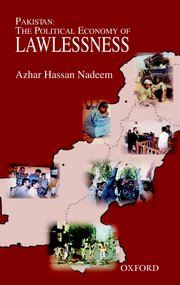 PAKISTAN:
THE POLITICAL ECONOMY OF
LAWLESSNESS
Azhar Hassan Nadeem
OXFORD